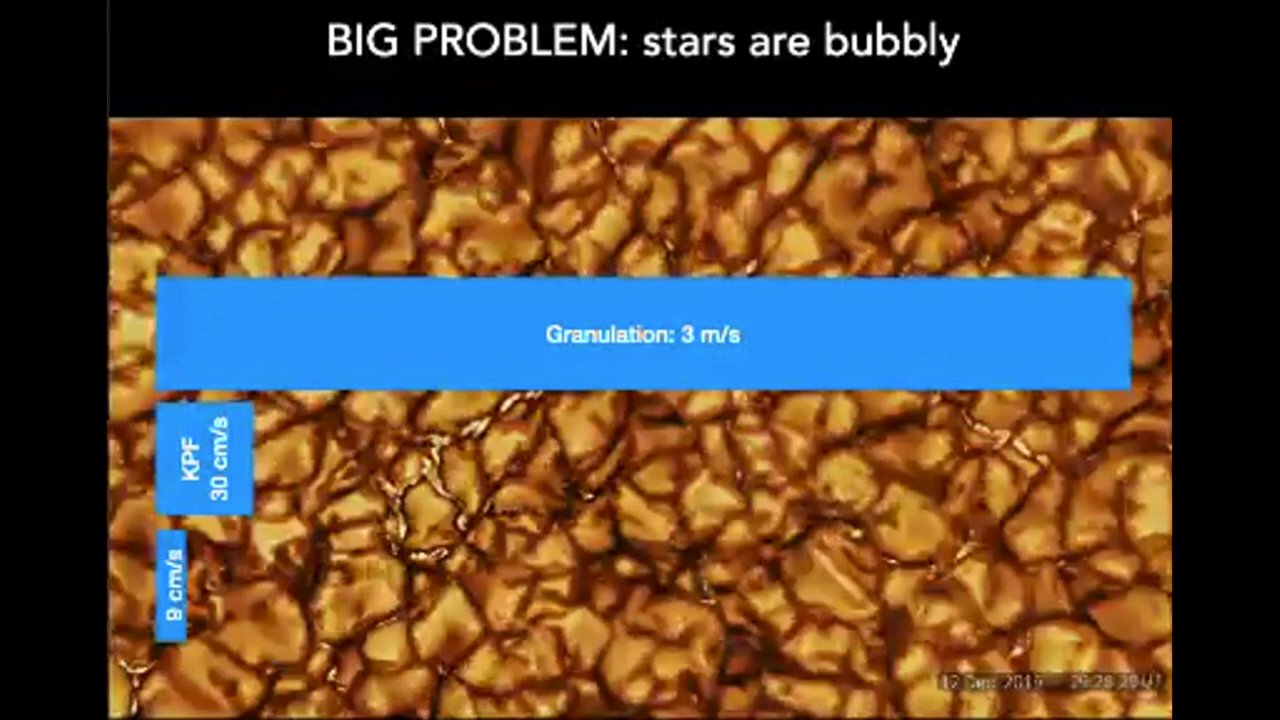 BIG PROBLEM: stars are bubbly
Granulation: 3 m/s
KPF
30 cm/s
9 cm/s